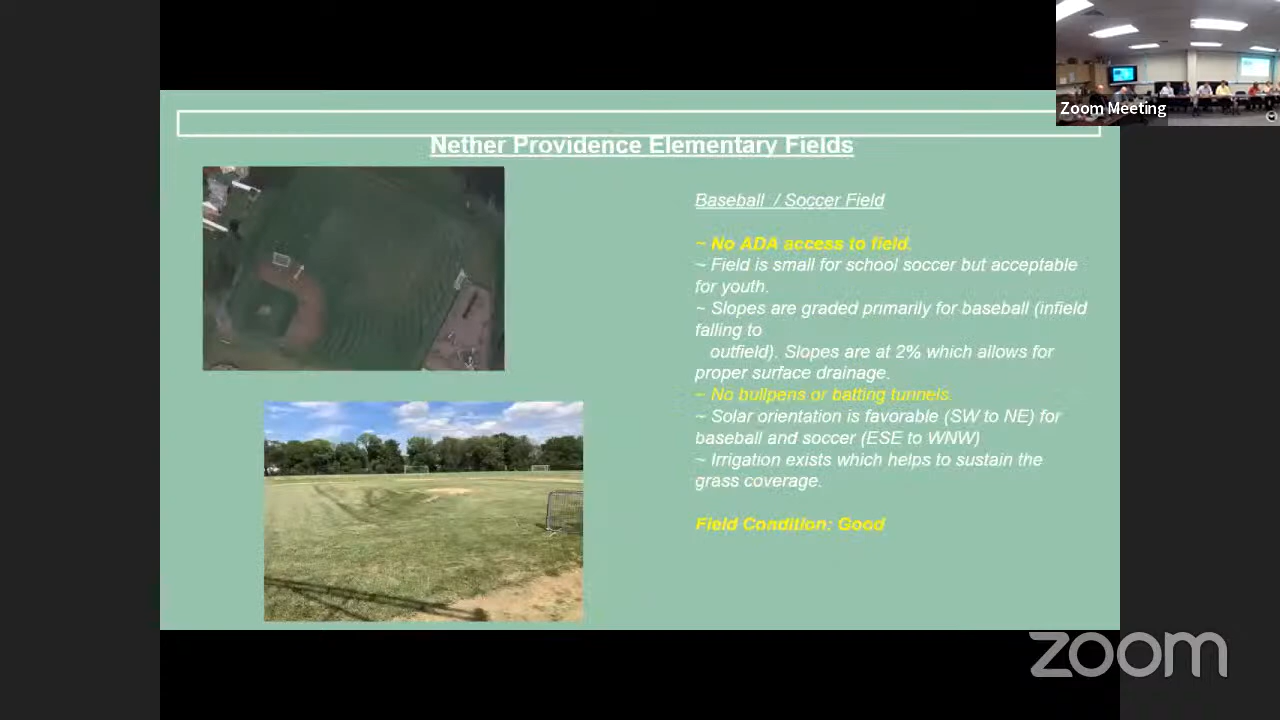 Zoom Meeting
Nether Providence Elementary Fields
Baseball / Soccer Field
~ No ADA access to field.
~ Field is small for school soccer but acceptable
for youth.
~ Slopes are graded primarily for baseball (infield
falling to
outfield). Slopes are at 2% which allows for
proper surface drainage.
~ No bullpens or batting tunnels.
~ Solar orientation is favorable (SW to NE) for
baseball and soccer (ESE to WNW)
~ Irrigation exists which helps to sustain the
grass coverage.
Field Condition: Good
zoom